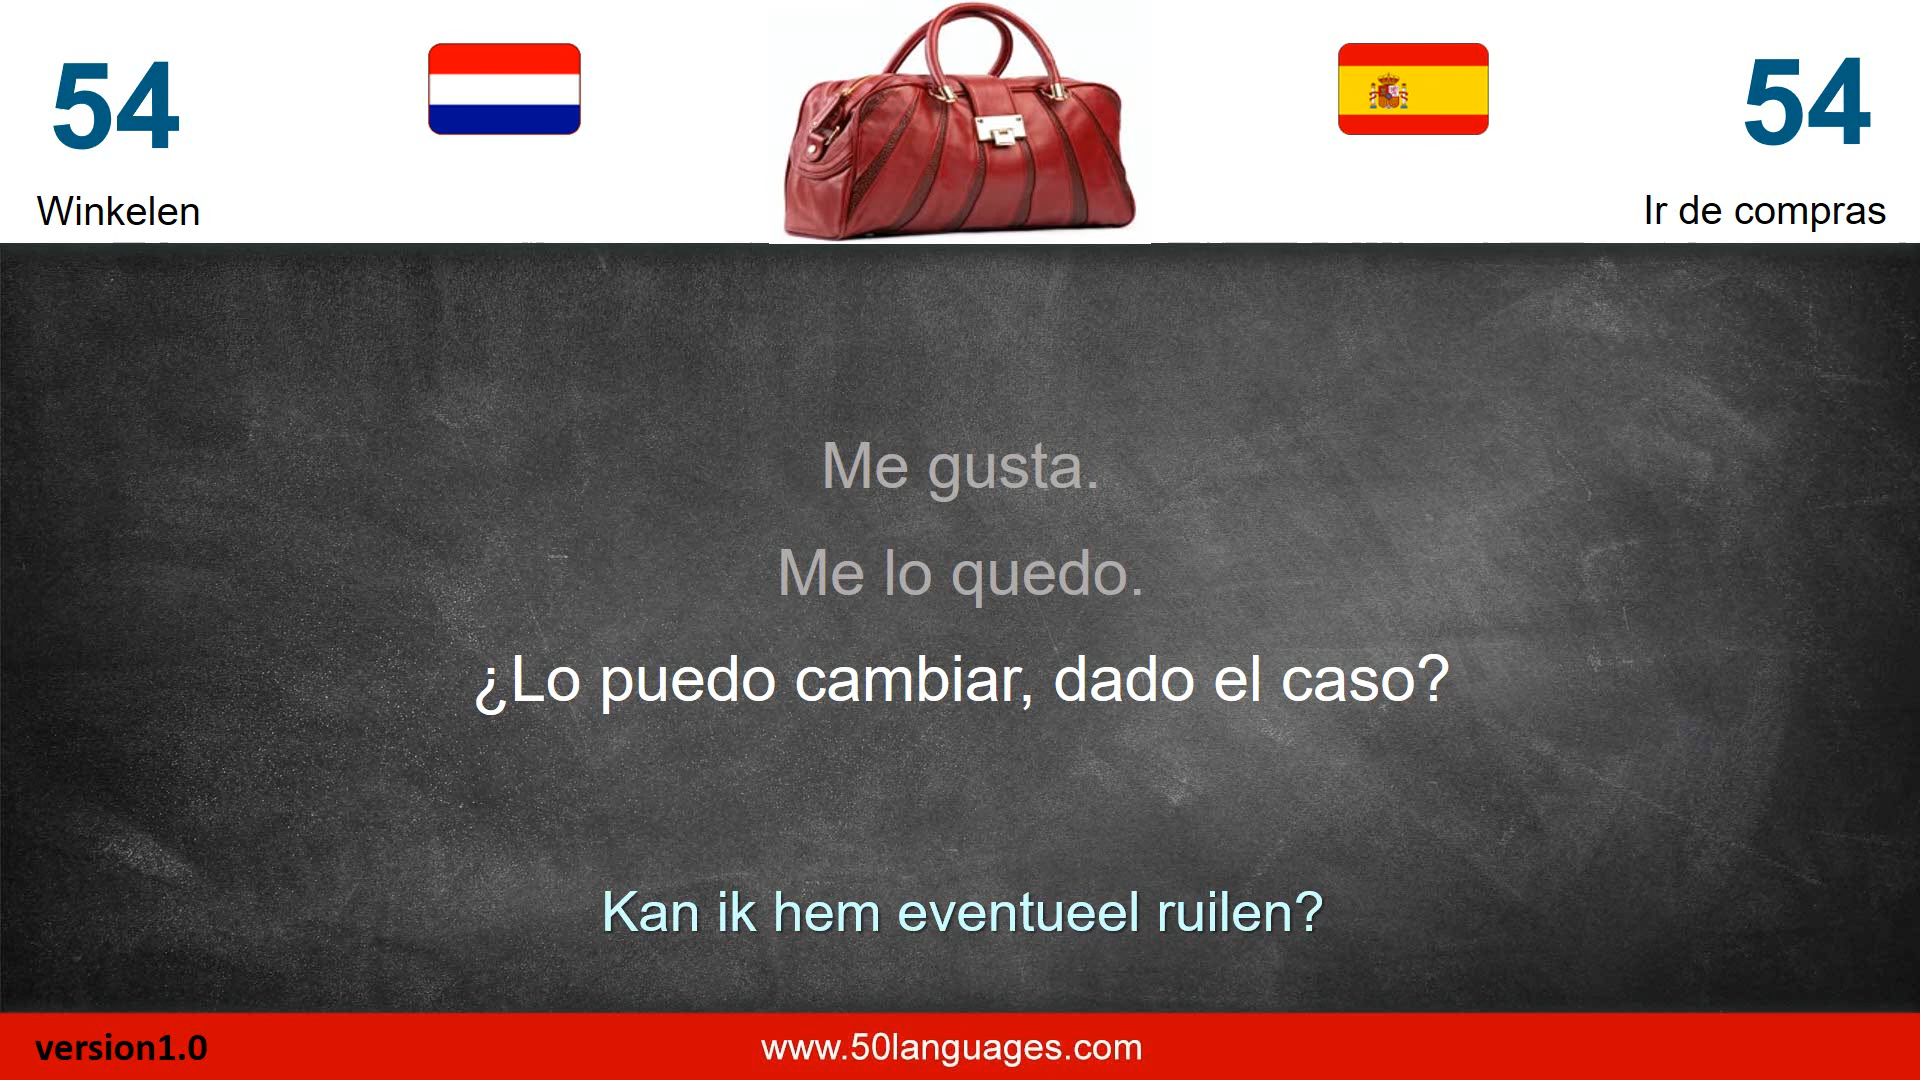 54
54
Winkelen
Ir de compras
Me gusta.
Me lo quedo.
¿Lo puedo cambiar, dado el caso?
Kan ik hem eventueel ruilen?
version1.0
www.50languages.com